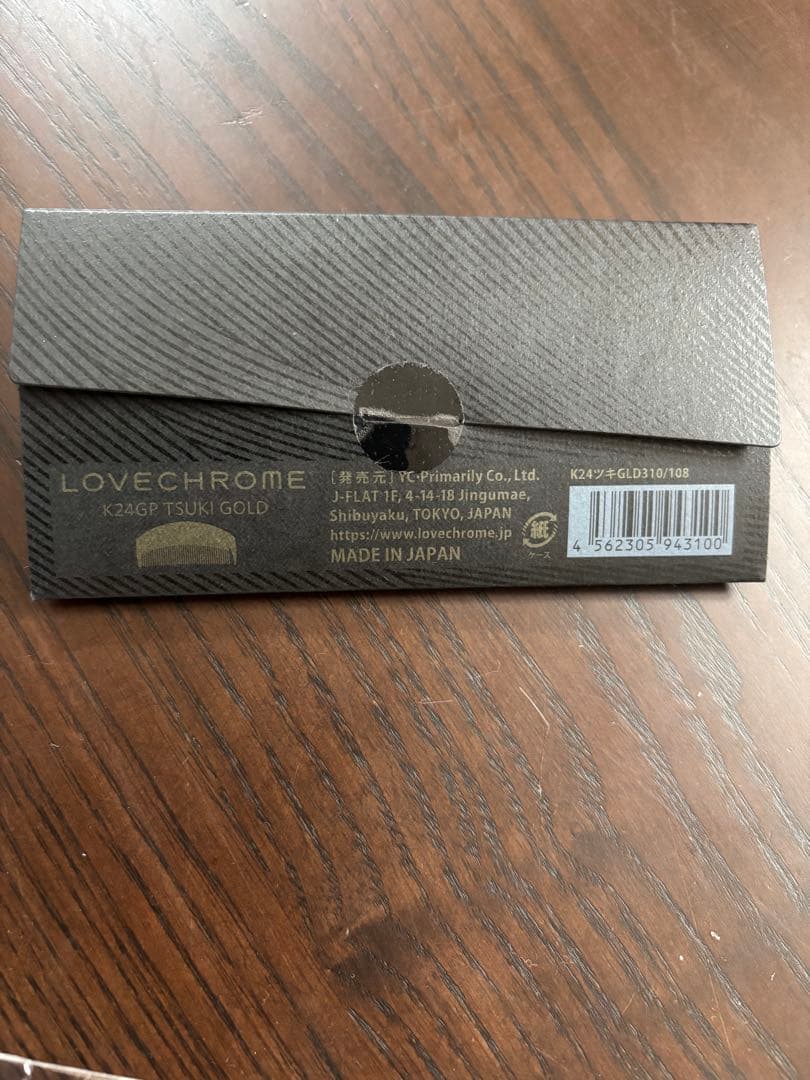 LOVECHROME
K24GP TSUKI GOLD
[発売元] YC・Primarily Co., Ltd.
J-FLAT 1F, 4-14-18 Jingumae,
Shibuyaku, TOKYO, JAPAN
https://www.lovechrome.jp
MADE IN JAPAN
紙
ケース
K24ツキGLD310/108
4 562305 943100